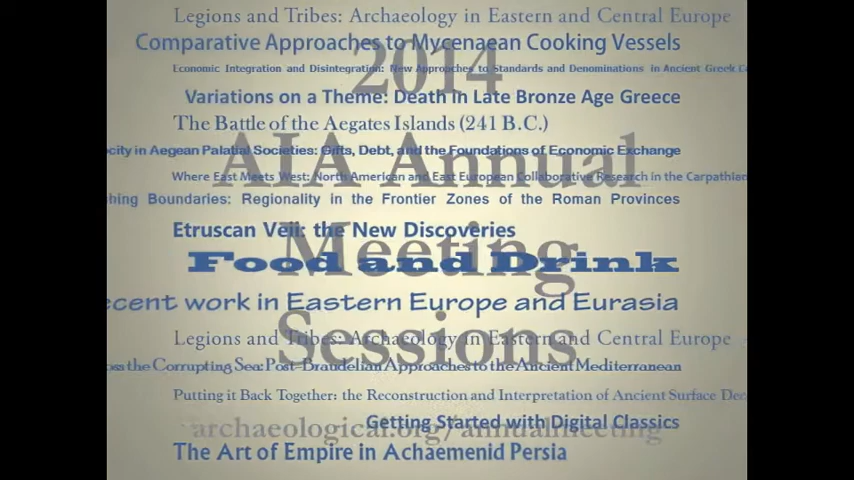 Legions and Tribes: Archaeology in Eastern and Central Europe
Comparative Approaches to Mycenaean Cooking Vessels
2014
Economic Integration and Disintegration: New Approaches to Standards and Denominations in Ancient Greek
Variations on a Theme: Death in Late Bronze Age Greece
The Battle of the Aegates Islands (241 B.C.)
AIA Annual
in Aegean Palatial Societies: Gifts, Debt, and the Foundations of Economic Exchange
Where East Meets West: North American and East European Collaborative Research in the Carpathian
hing Boundaries: Regionality in the Frontier Zones of the Roman Provinces
Etruscan Veii: the New Discoveries
Meeting
Food and Drink
ecent work in Eastern Europe and Eurasia
Sessions
Legions and Tribes: Archaeology in Eastern and Central Europe
the Corrupting Sea: Post-Braudelian Approaches to the Ancient Mediterranean
Putting it Back Together: the Reconstruction and Interpretation of Ancient Surface
Getting Started with Digital Classics
archaeological.org/annualmeeting
The Art of Empire in Achaemenid Persia